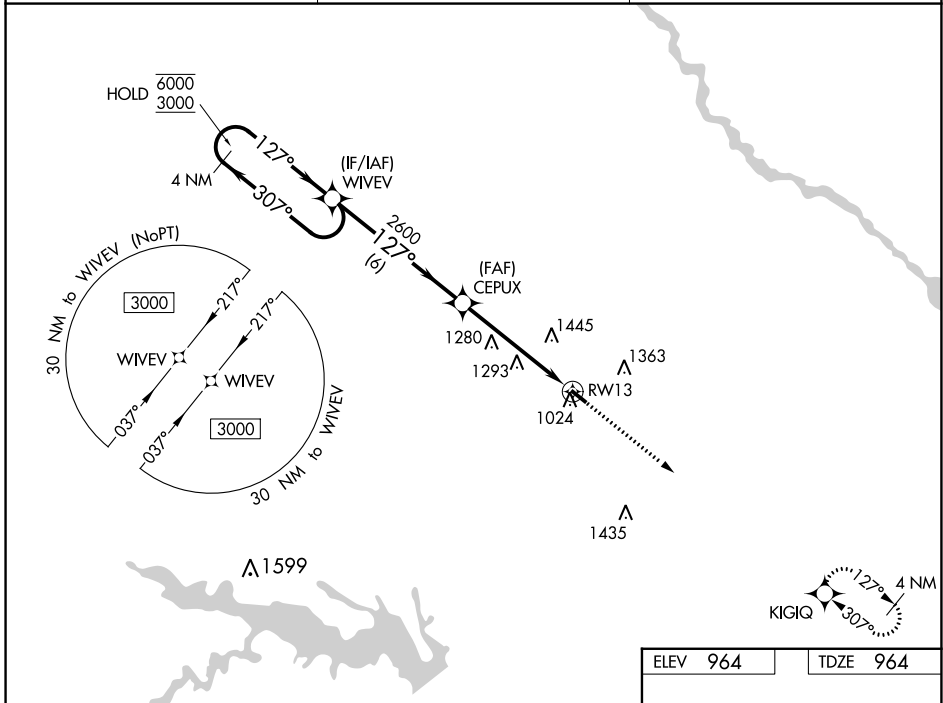 HOLD 6000
3000
127°
4 NM
307°
(IF/IAF)
WIVEV
2600
127°
(6)
(FAF)
CEPUX
30 NM to WIVEV (NoPT)
3000
217°
WIVEV
037°
217°
WIVEV
037°
3000
30 NM to WIVEV
1280
1293
1445
1363
RW13
1024
1435
1599
127°
4 NM
307°
KIGIQ
ELEV 964 TDZE 964